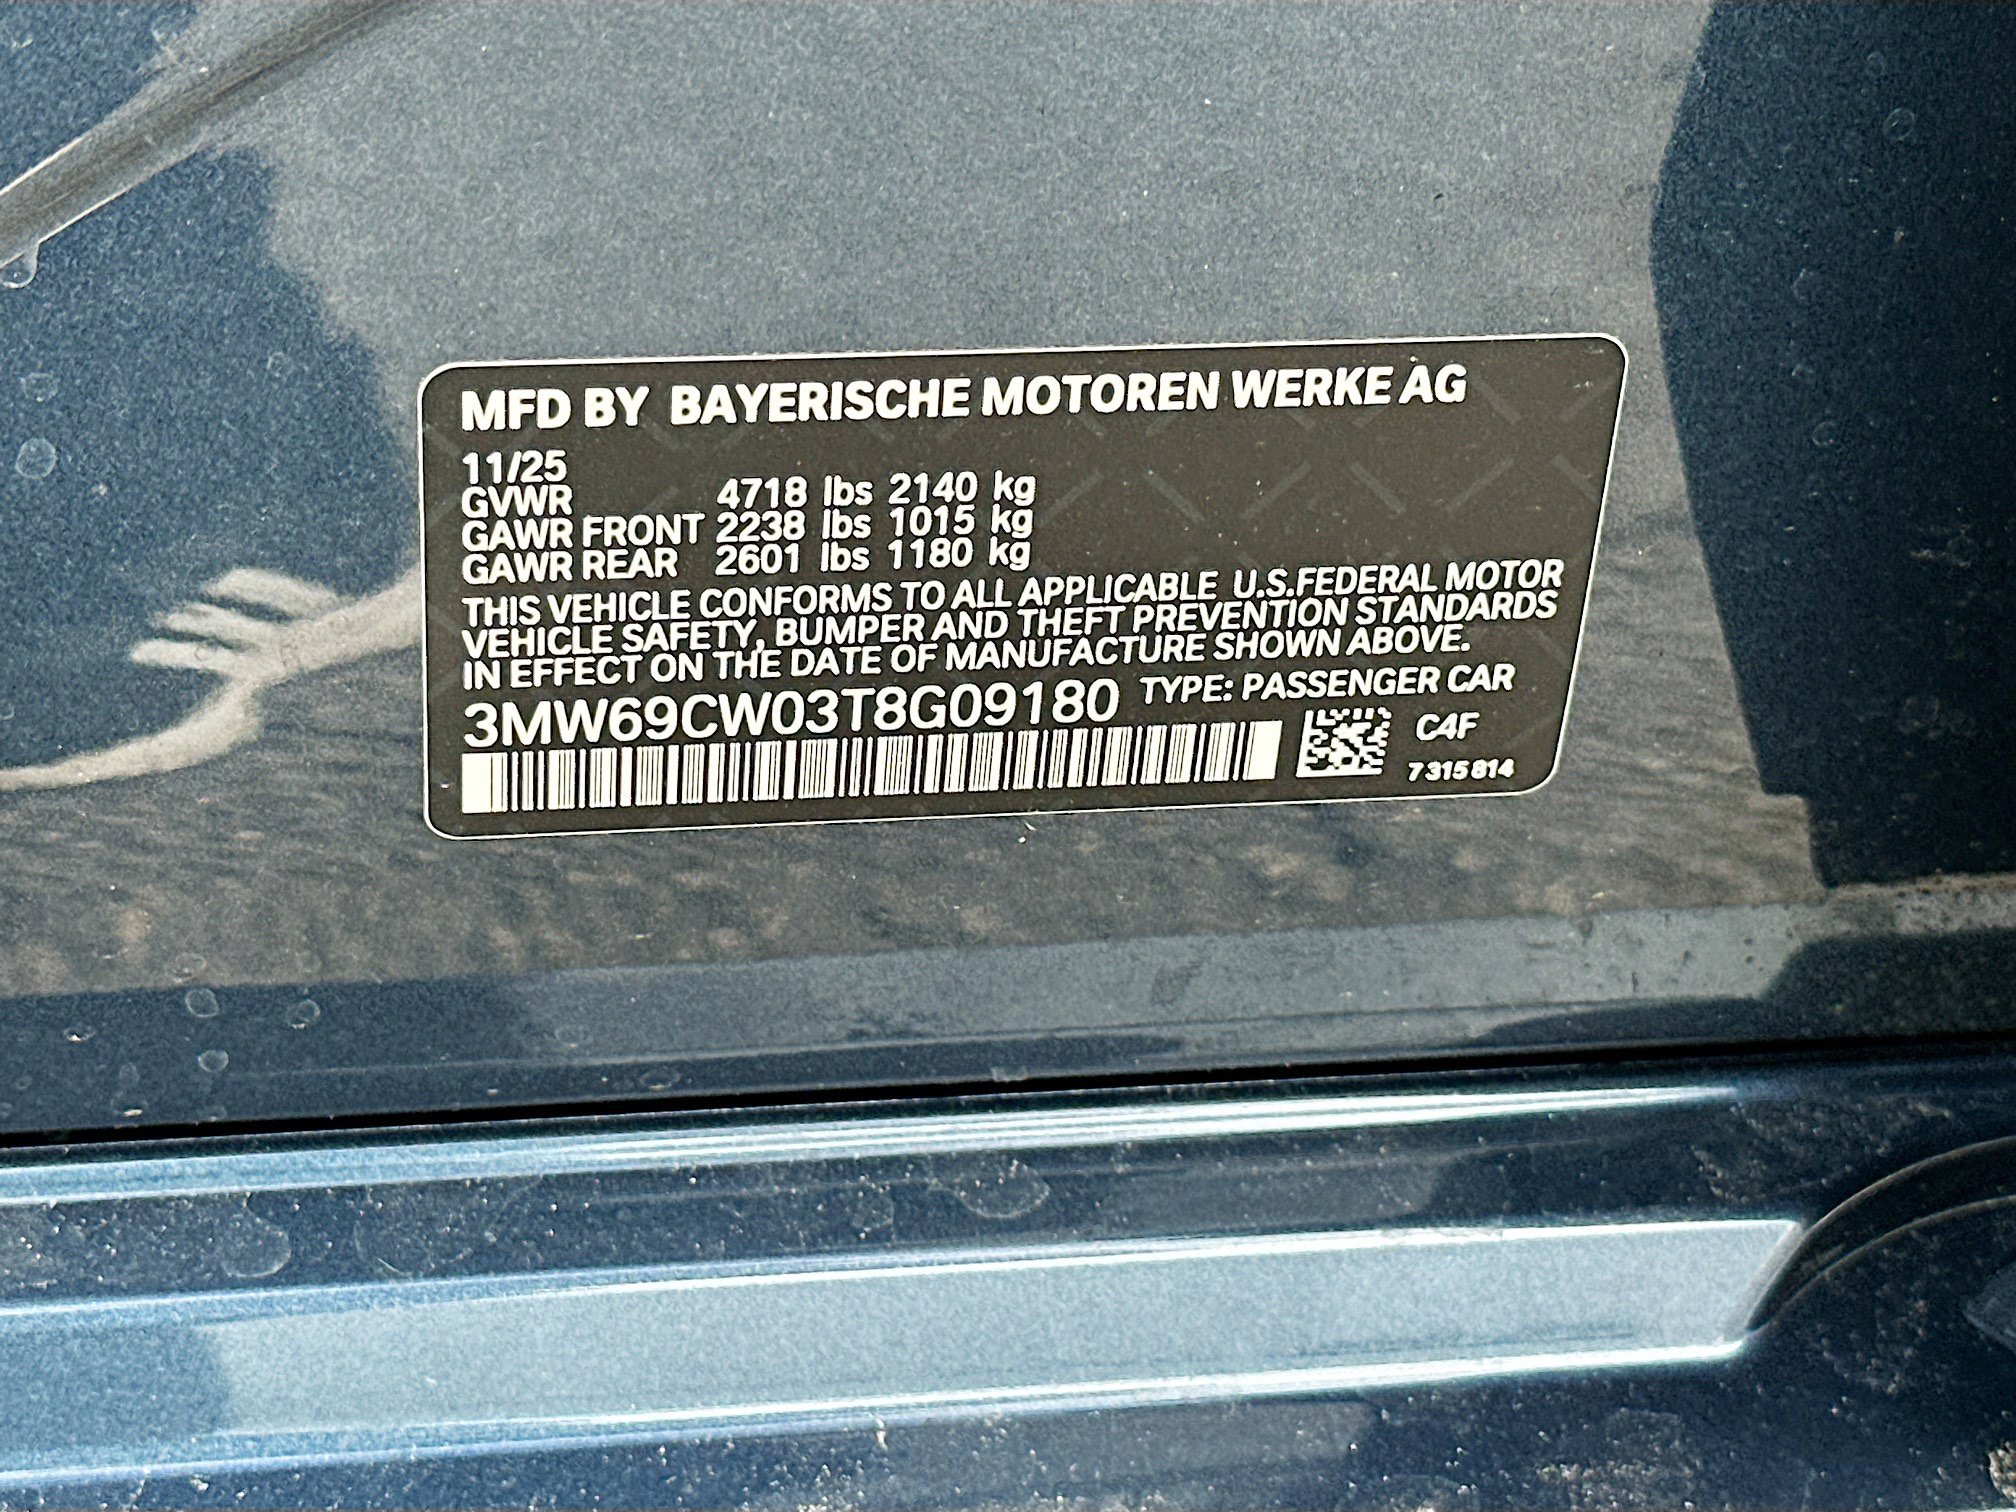 MFD BY BAYERISCHE MOTOREN WERKE AG
11/25
GVWR 4718 lbs 2140 kg
GAWR FRONT 2238 lbs 1015 kg
GAWR REAR 2601 lbs 1180 kg
THIS VEHICLE CONFORMS TO ALL APPLICABLE U.S.FEDERAL MOTOR
VEHICLE SAFETY, BUMPER AND THEFT PREVENTION STANDARDS
IN EFFECT ON THE DATE OF MANUFACTURE SHOWN ABOVE.
3MW69CW03T8G09180 TYPE: PASSENGER CAR
C4F
7315814